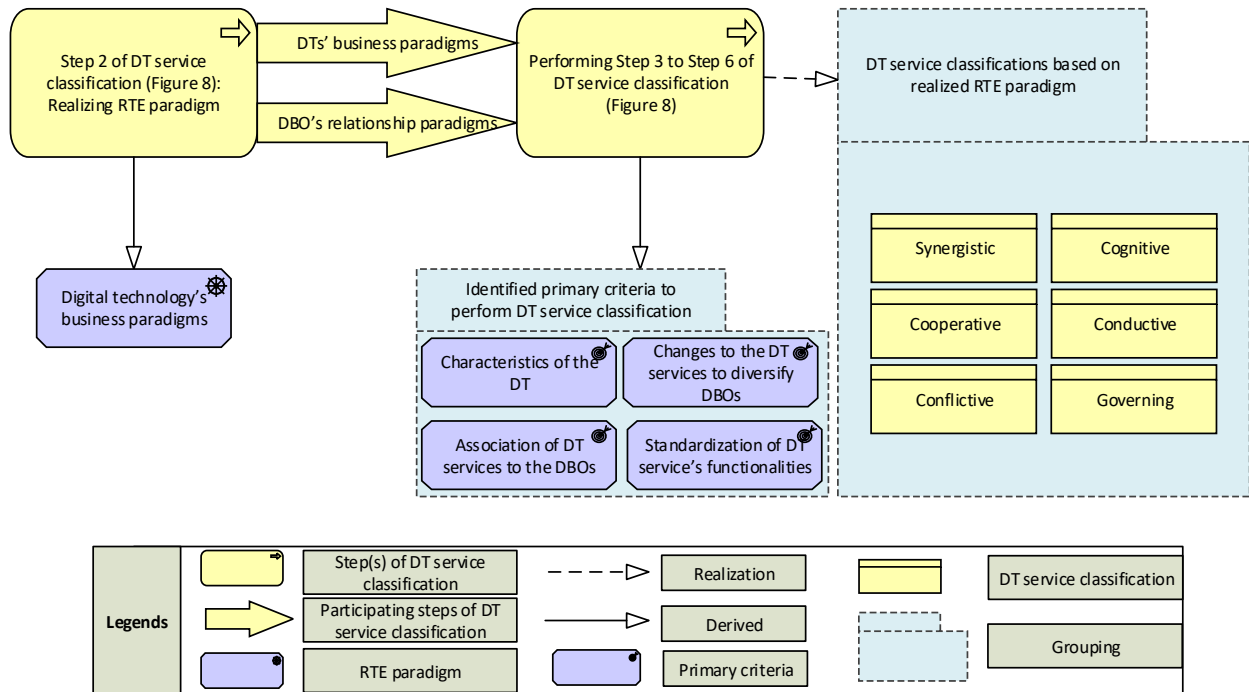 Step 2 of DT service
classification (Figure 8):
Realizing RTE paradigm
DTs' business paradigms
DBO's relationship paradigms
Performing Step 3 to Step 6 of
DT service classification
(Figure 8)
DT service classifications based on
realized RTE paradigm
Synergistic
Cognitive
Cooperative
Conductive
Conflictive
Governing
Digital technology's
business paradigms
Identified primary criteria to
perform DT service classification
Characteristics of the
DT
Changes to the DT
services to diversify
DBOs
Association of DT
services to the DBOs
Standardization of DT
service's functionalities
Legends
Step(s) of DT service
classification
Participating steps of DT
service classification
RTE paradigm
Realization
Derived
Primary criteria
DT service classification
Grouping